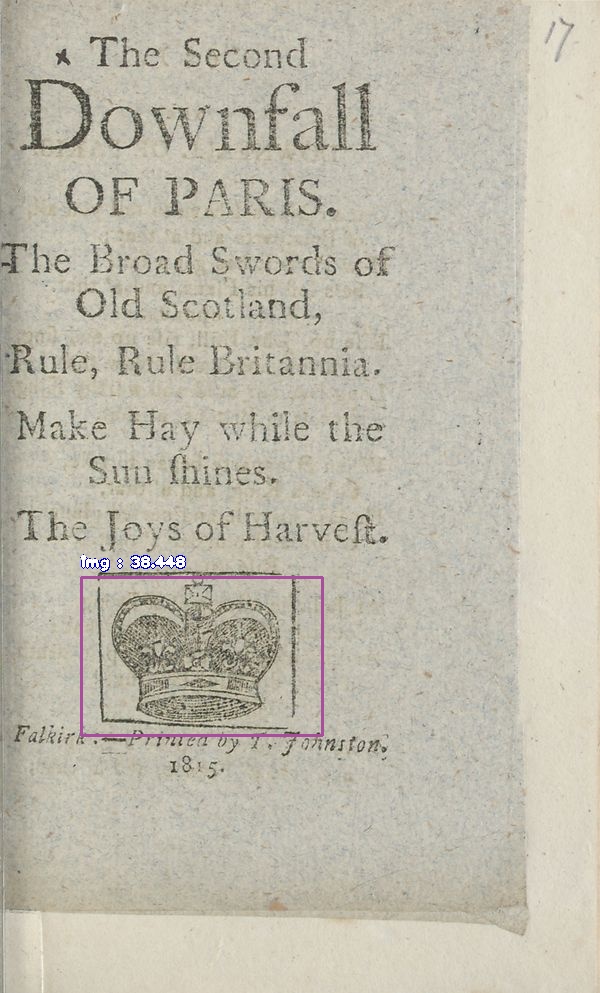 17
The Second
Downfall
OF PARIS.
The Broad Swords of
Old Scotland,
Rule, Rule Britannia.
Make Hay while the
Sun ſhines.
The Joys of Harveſt.
img : 38.448
Falkirk :—Printed by T. Johnston.
1815.